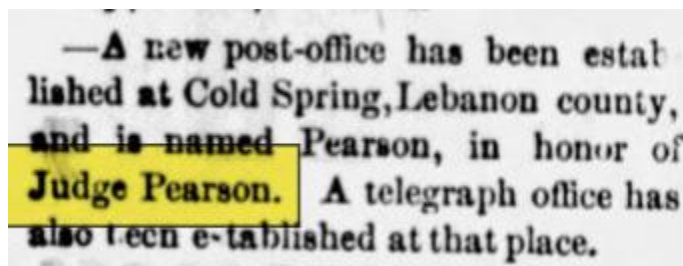 —A new post-office has been estab
lished at Cold Spring, Lebanon county,
and is named Pearson, in honor of
Judge Pearson. A telegraph office has
also been e-tablished at that place.